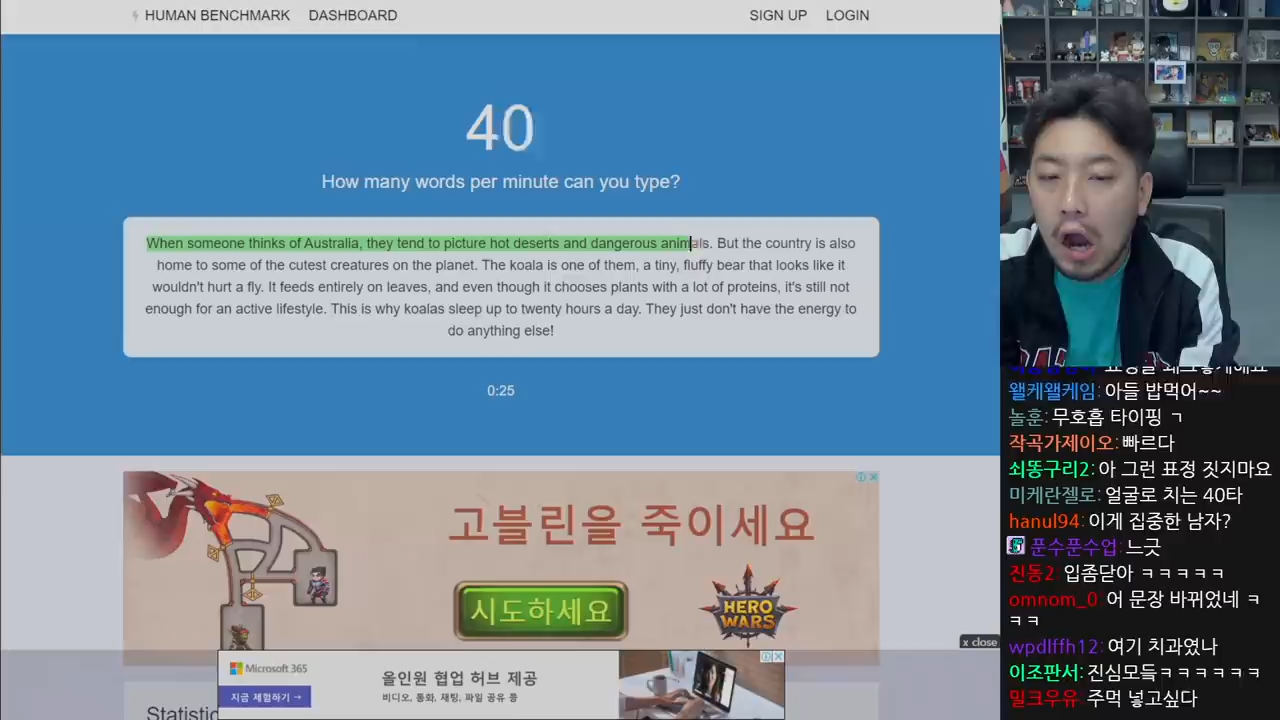 HUMAN BENCHMARK DASHBOARD SIGN UP LOGIN
40
How many words per minute can you type?
When someone thinks of Australia, they tend to picture hot deserts and dangerous animals. But the country is also
home to some of the cutest creatures on the planet. The koala is one of them, a tiny, fluffy bear that looks like it
wouldn't hurt a fly. It feeds entirely on leaves, and even though it chooses plants with a lot of proteins, it's still not
enough for an active lifestyle. This is why koalas sleep up to twenty hours a day. They just don't have the energy to
do anything else!
0:25
고블린을 죽이세요
시도하세요
HERO
WARS
x close
Microsoft 365
지금 체험하기 →
올인원 협업 허브 제공
비디오, 통화, 채팅, 파일 공유 등
Statistic
왤케왤케임: 아들 밥먹어~~
놀훈: 무호흡 타이핑 ㄱ
작곡가제이오: 빠르다
쇠똥구리2: 아 그런 표정 짓지마요
미케란젤로: 얼굴로 치는 40타
hanul94: 이게 집중한 남자?
푼수푼수업: 느긋
진동2: 입좀닫아 ㅋㅋㅋㅋㅋ
omnom_0: 어 문장 바뀌었네 ㅋ
ㅋㅋ
wpdlffh12: 여기 치과였나
이조판서: 진심모듴ㅋㅋㅋㅋㅋㅋ
밀크우유: 주먹 넣고싶다